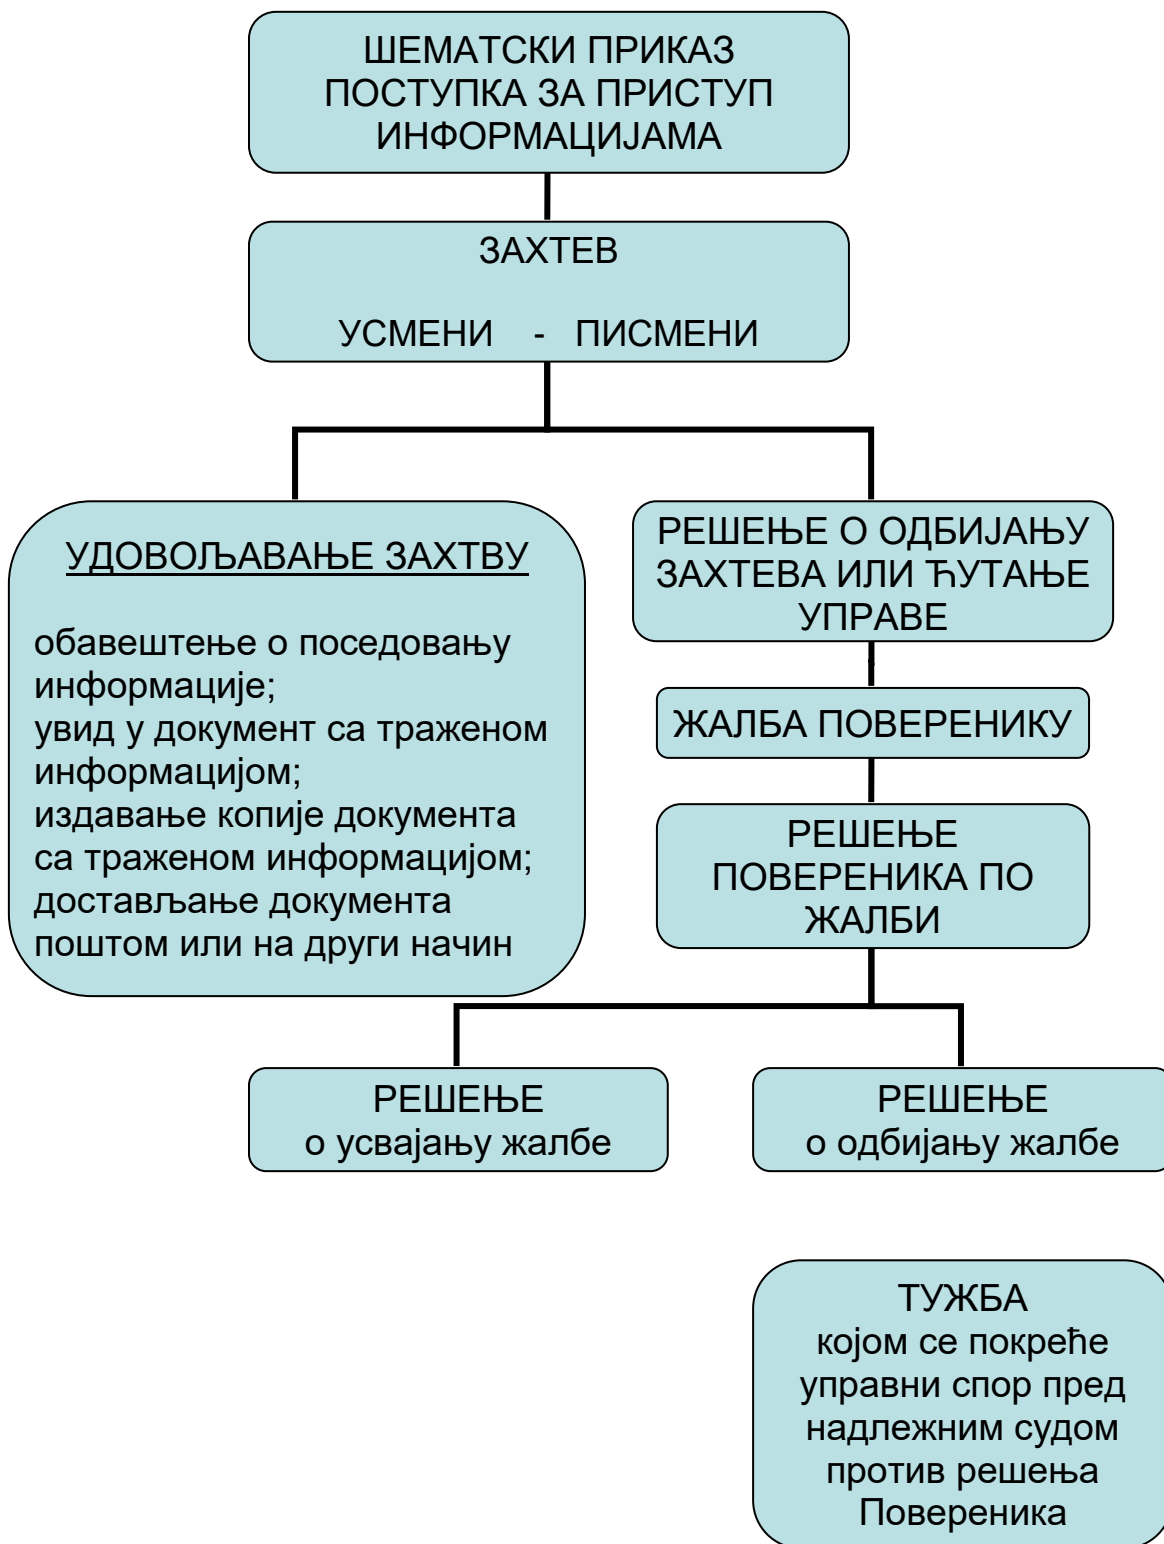 ШЕМАТСКИ ПРИКАЗ
ПОСТУПКА ЗА ПРИСТУП
ИНФОРМАЦИЈАМА
ЗАХТЕВ
УСМЕНИ - ПИСМЕНИ
УДОВОЉАВАЊЕ ЗАХТВУ
обавештење о поседовању
информације;
увид у документ са траженом
информацијом;
издавање копије документа
са траженом информацијом;
достављање документа
поштом или на други начин
РЕШЕЊЕ О ОДБИЈАЊУ
ЗАХТЕВА ИЛИ ЋУТАЊЕ
УПРАВЕ
ЖАЛБА ПОВЕРЕНИКУ
РЕШЕЊЕ
ПОВЕРЕНИКА ПО
ЖАЛБИ
РЕШЕЊЕ
о усвајању жалбе
РЕШЕЊЕ
о одбијању жалбе
ТУЖБА
којом се покреће
управни спор пред
надлежним судом
против решења
Повереника